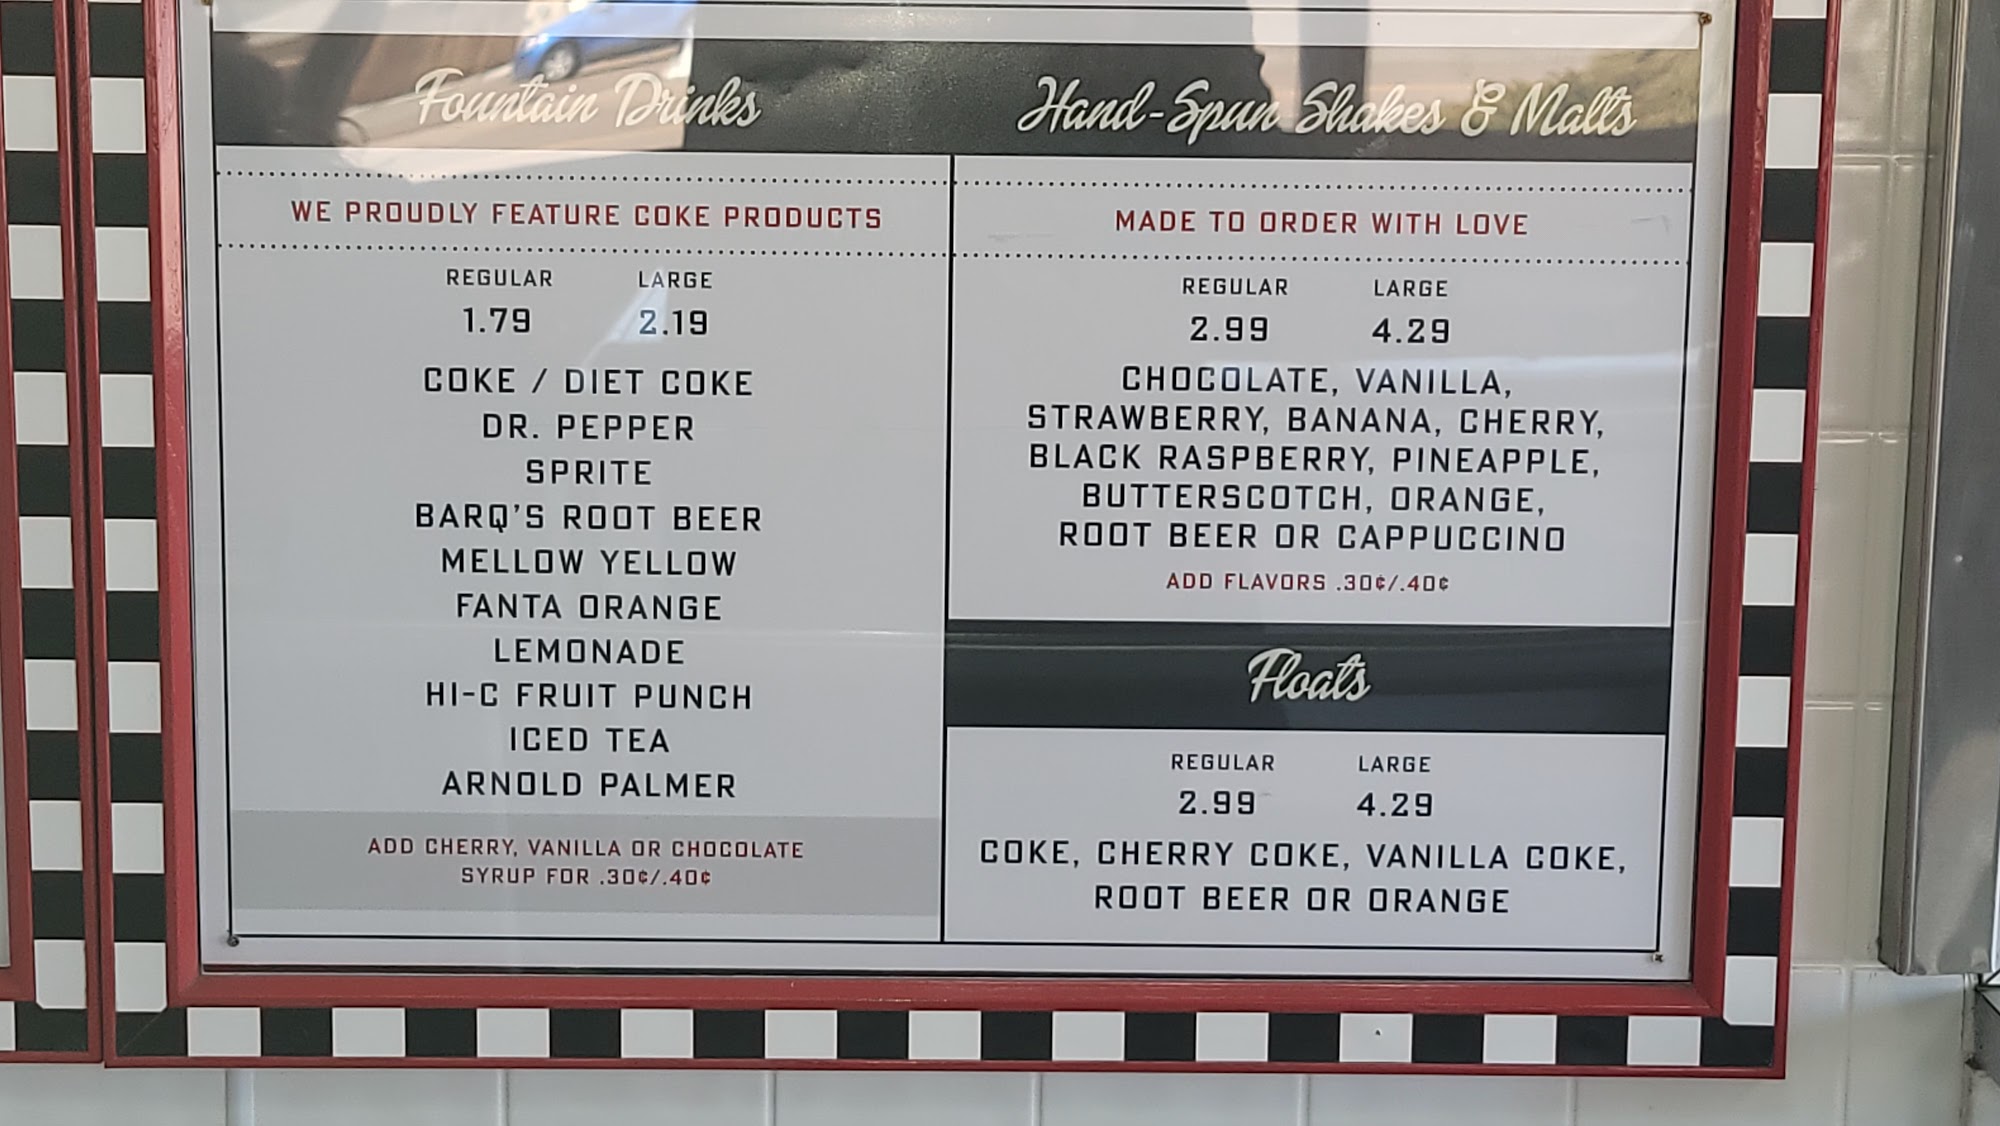 Fountain Drinks
WE PROUDLY FEATURE COKE PRODUCTS
REGULAR LARGE
1.79 2.19
COKE / DIET COKE
DR. PEPPER
SPRITE
BARQ'S ROOT BEER
MELLOW YELLOW
FANTA ORANGE
LEMONADE
HI-C FRUIT PUNCH
ICED TEA
ARNOLD PALMER
ADD CHERRY, VANILLA OR CHOCOLATE
SYRUP FOR .30¢/.40¢
Hand-Spun Shakes & Malts
MADE TO ORDER WITH LOVE
REGULAR LARGE
2.99 4.29
CHOCOLATE, VANILLA,
STRAWBERRY, BANANA, CHERRY,
BLACK RASPBERRY, PINEAPPLE,
BUTTERSCOTCH, ORANGE,
ROOT BEER OR CAPPUCCINO
ADD FLAVORS .30¢/.40¢
Floats
REGULAR LARGE
2.99 4.29
COKE, CHERRY COKE, VANILLA COKE,
ROOT BEER OR ORANGE